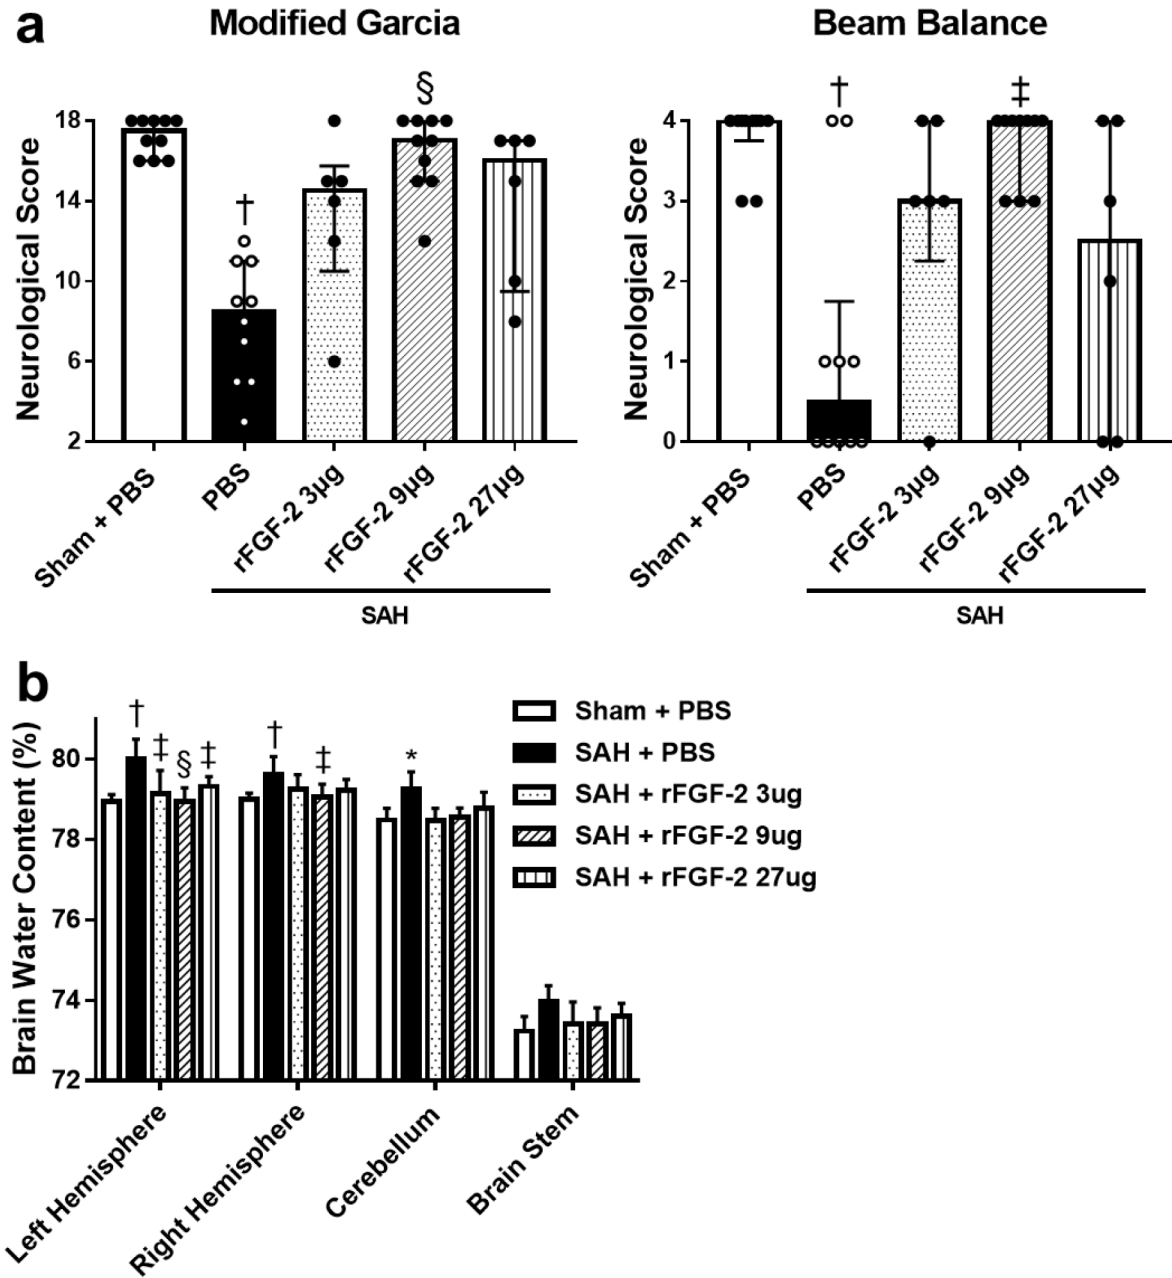 a
Modified Garcia
Beam Balance
§
†
‡
18
14
10
6
2
Neurological Score
†
4
3
2
1
0
Neurological Score
Sham + PBS
PBS
rFGF-2 3µg
rFGF-2 9µg
rFGF-2 27µg
SAH
Sham + PBS
PBS
rFGF-2 3µg
rFGF-2 9µg
rFGF-2 27µg
SAH
b
Brain Water Content (%)
80
78
76
74
72
†
‡
§
‡
†
‡
*
Sham + PBS
SAH + PBS
SAH + rFGF-2 3ug
SAH + rFGF-2 9ug
SAH + rFGF-2 27ug
Left Hemisphere
Right Hemisphere
Cerebellum
Brain Stem